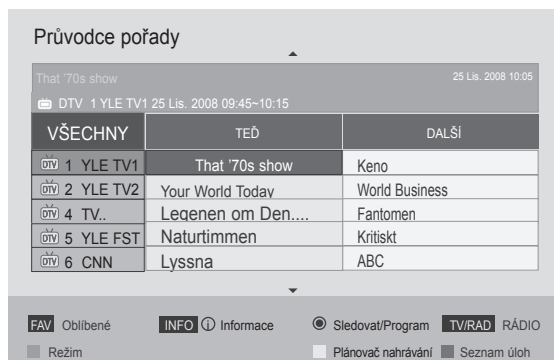 Průvodce pořady
That '70s show 25 Lis. 2008 10:05
DTV 1 YLE TV1 25 Lis. 2008 09:45~10:15
VŠECHNY TEĎ DALŠÍ
DTV 1 YLE TV1 That '70s show Keno
DTV 2 YLE TV2 Your World Today World Business
DTV 4 TV.. Legenen om Den.... Fantomen
DTV 5 YLE FST Naturtimmen Kritiskt
DTV 6 CNN Lyssna ABC
FAV Oblíbené INFO i Informace Sledovat/Program TV/RAD RÁDIO
Režim Plánovač nahrávání Seznam úloh